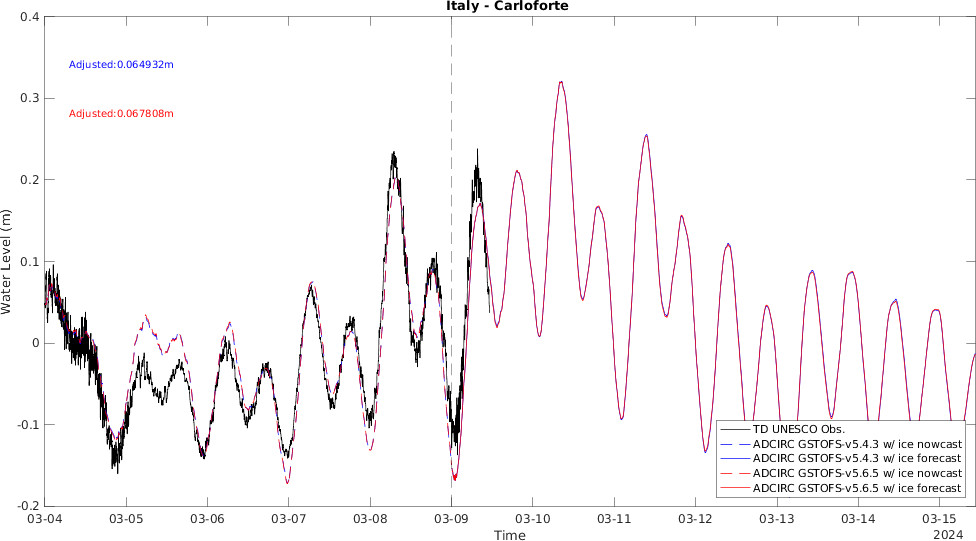 Italy - Carloforte
0.4
0.3
0.2
0.1
0
-0.1
-0.2
Water Level (m)
Adjusted:0.064932m
Adjusted:0.067808m
TD UNESCO Obs.
ADCIRC GSTOFS-v5.4.3 w/ ice nowcast
ADCIRC GSTOFS-v5.4.3 w/ ice forecast
ADCIRC GSTOFS-v5.6.5 w/ ice nowcast
ADCIRC GSTOFS-v5.6.5 w/ ice forecast
03-04 03-05 03-06 03-07 03-08 03-09 03-10 03-11 03-12 03-13 03-14 03-15
Time
2024